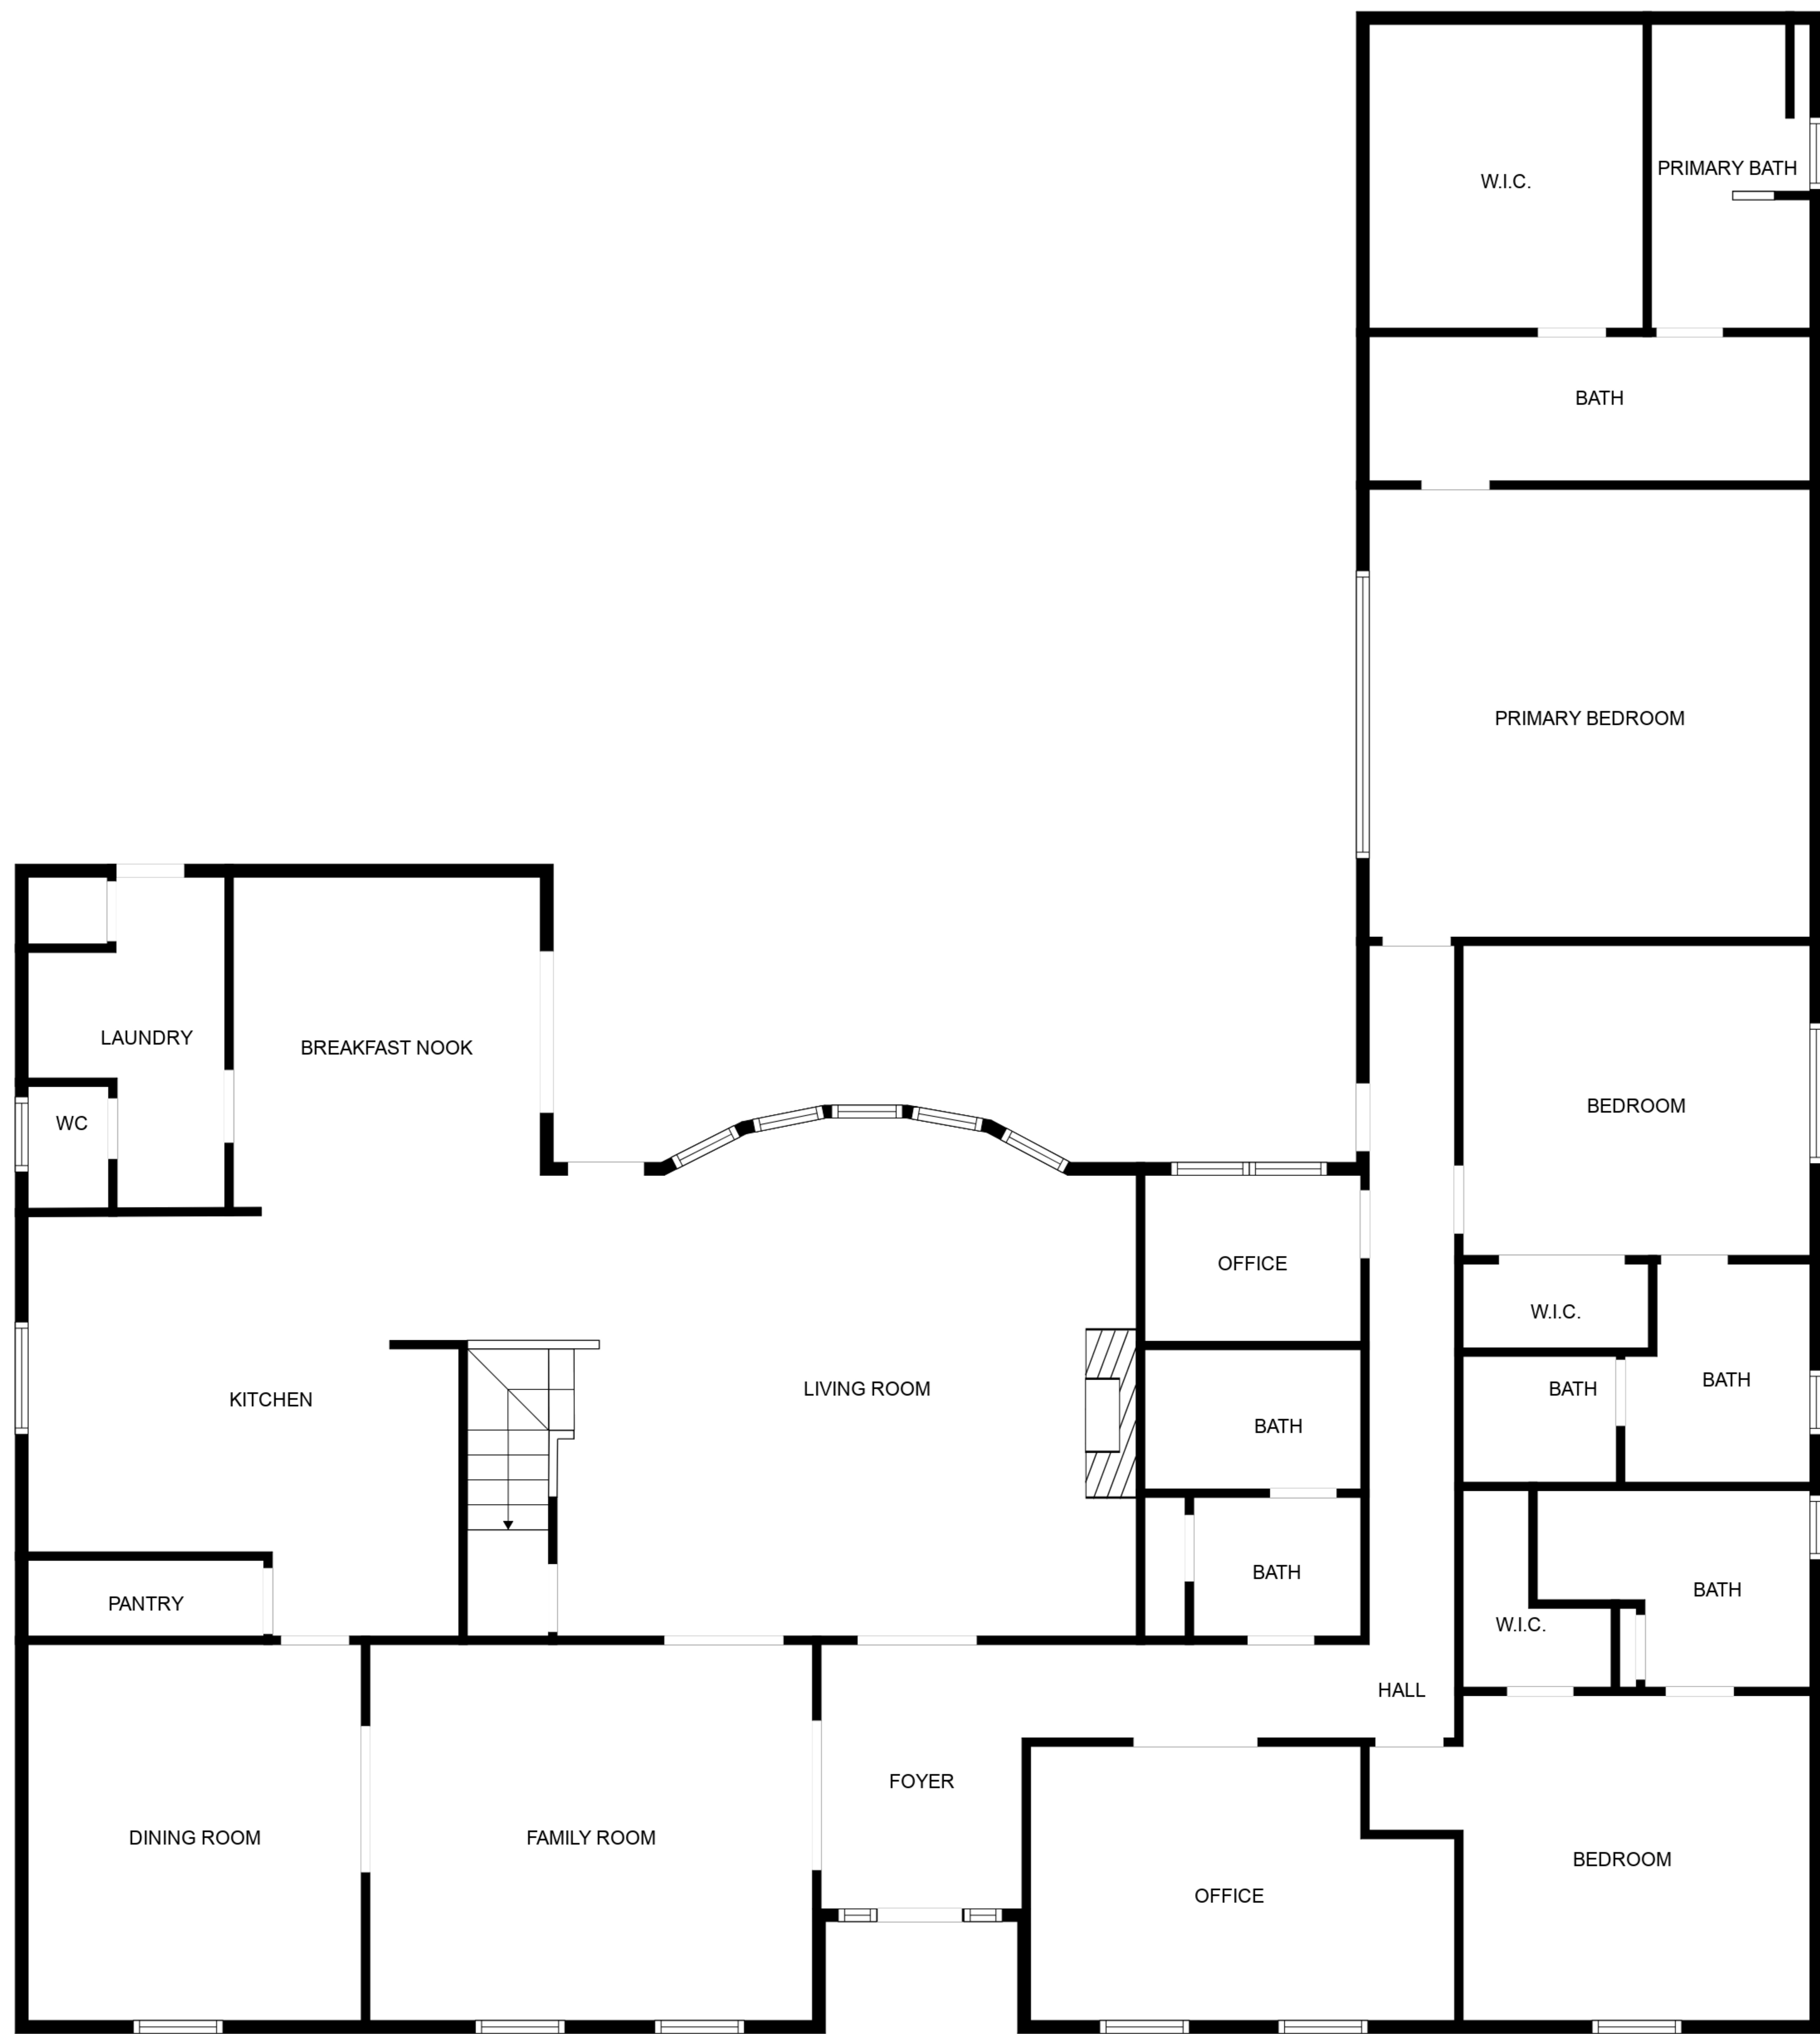 W.I.C.
PRIMARY BATH
BATH
PRIMARY BEDROOM
LAUNDRY
BREAKFAST NOOK
WC
BEDROOM
OFFICE
W.I.C.
KITCHEN
LIVING ROOM
BATH
BATH
BATH
PANTRY
BATH
BATH
W.I.C.
HALL
FOYER
DINING ROOM
FAMILY ROOM
OFFICE
BEDROOM